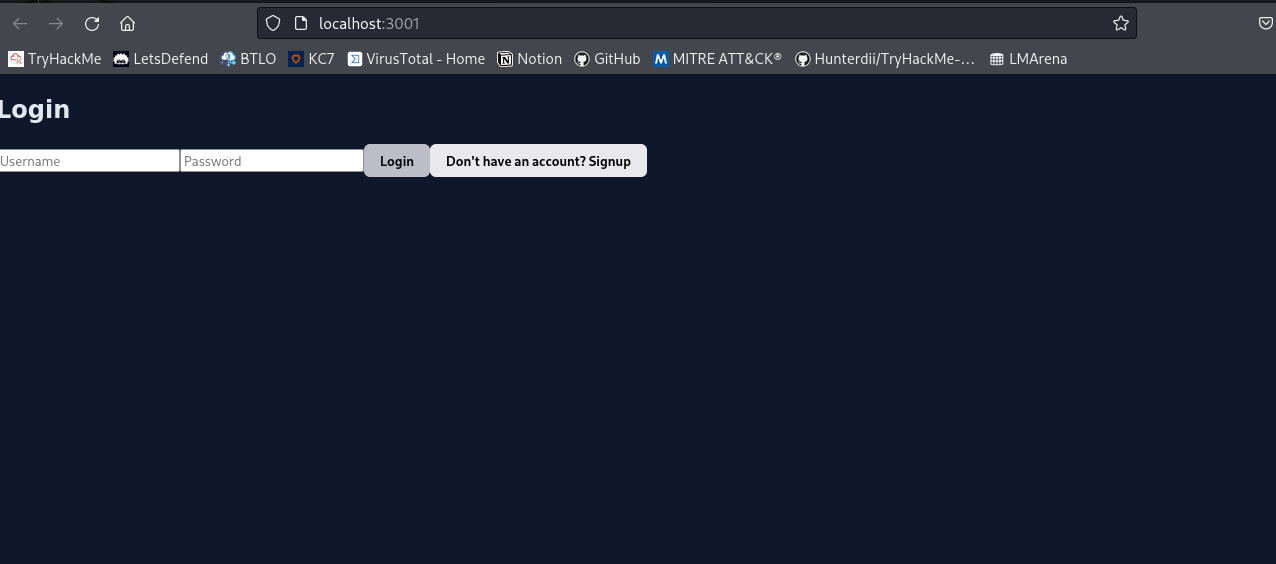 localhost:3001
TryHackMe LetsDefend BTLO KC7 VirusTotal - Home Notion GitHub MITRE ATT&CK® Hunterdii/TryHackMe-... LMArena
Login
Username Password Login Don't have an account? Signup